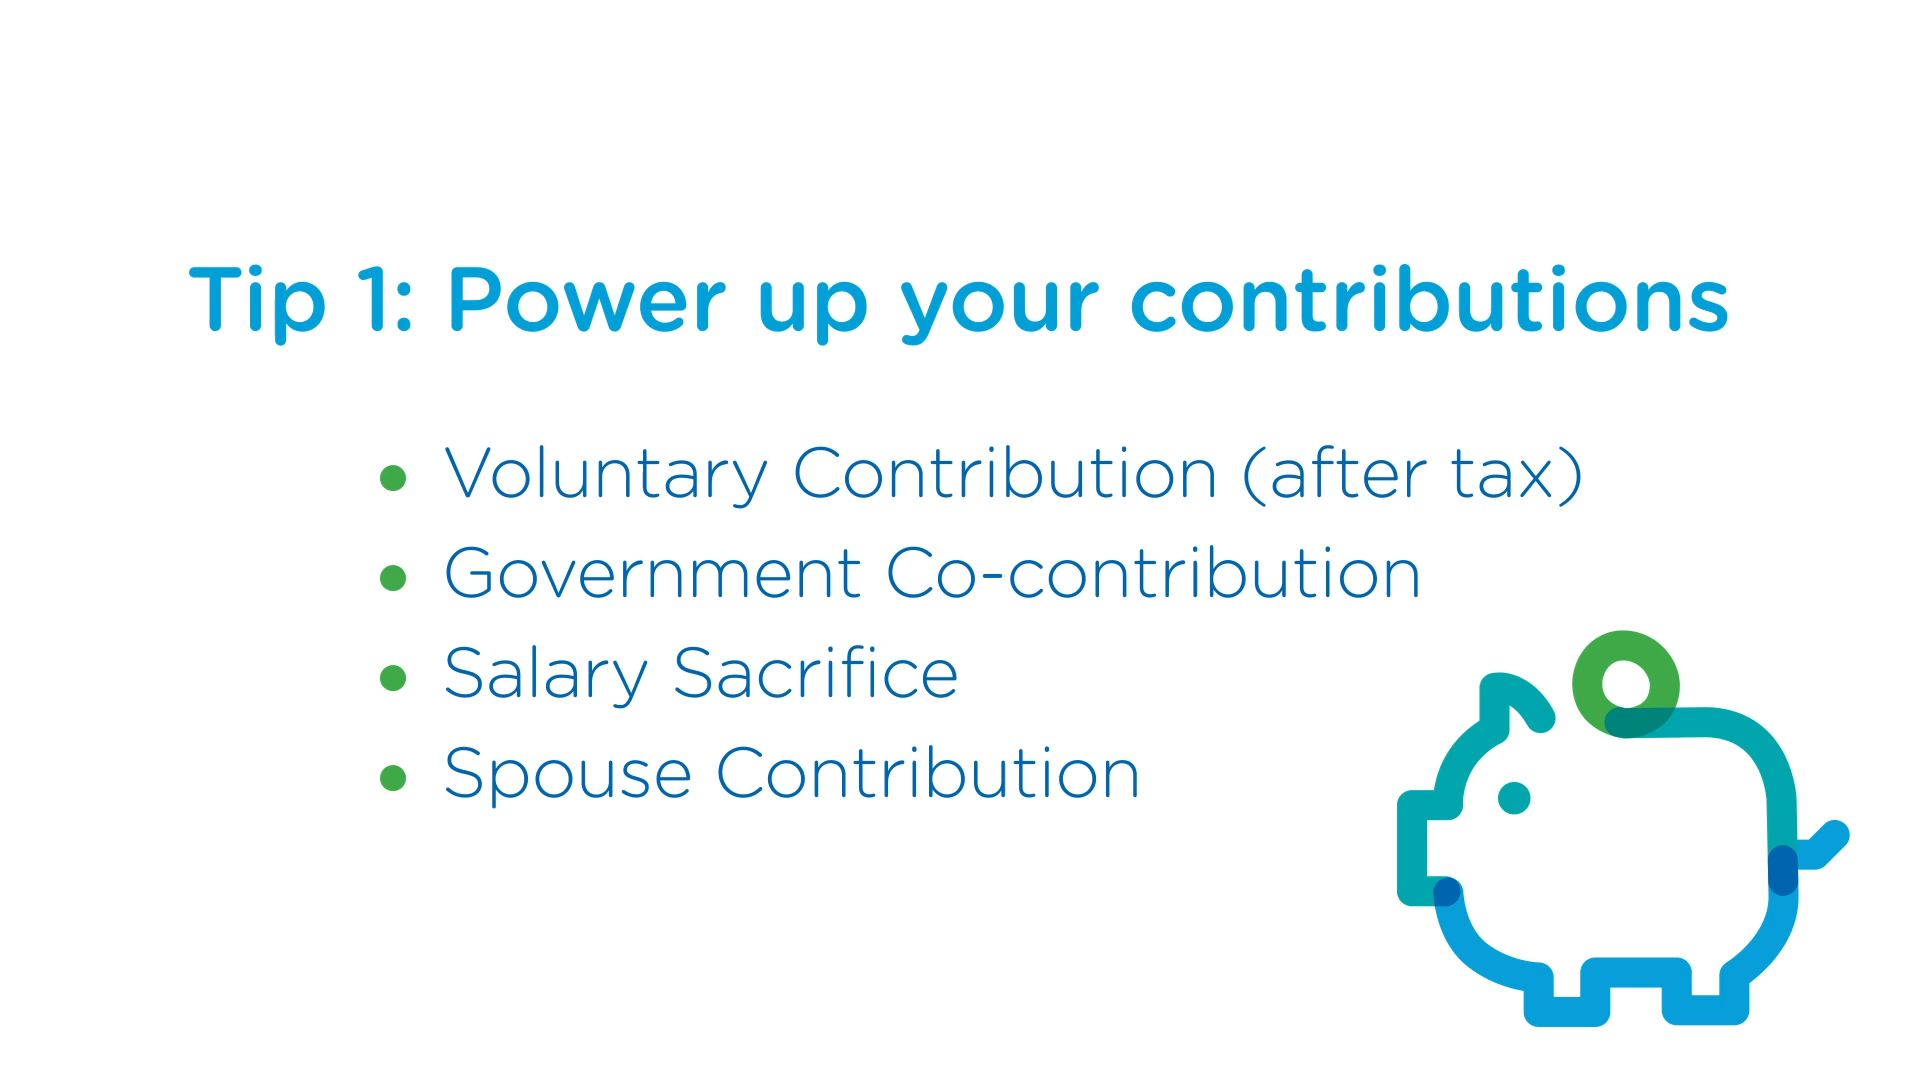 Tip 1: Power up your contributions
Voluntary Contribution (after tax)
Government Co-contribution
Salary Sacrifice
Spouse Contribution